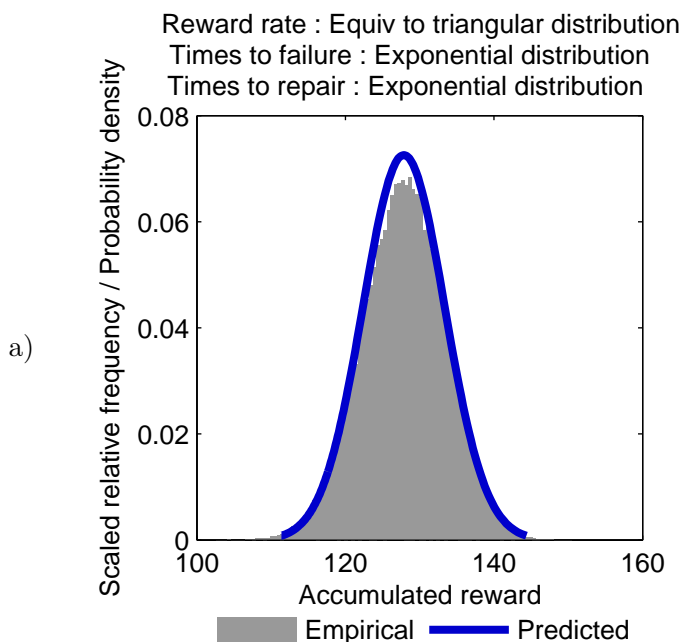 Reward rate : Equiv to triangular distribution
Times to failure : Exponential distribution
Times to repair : Exponential distribution
a)
Scaled relative frequency / Probability density
0.08
0.06
0.04
0.02
0
100 120 140 160
Accumulated reward
Empirical Predicted